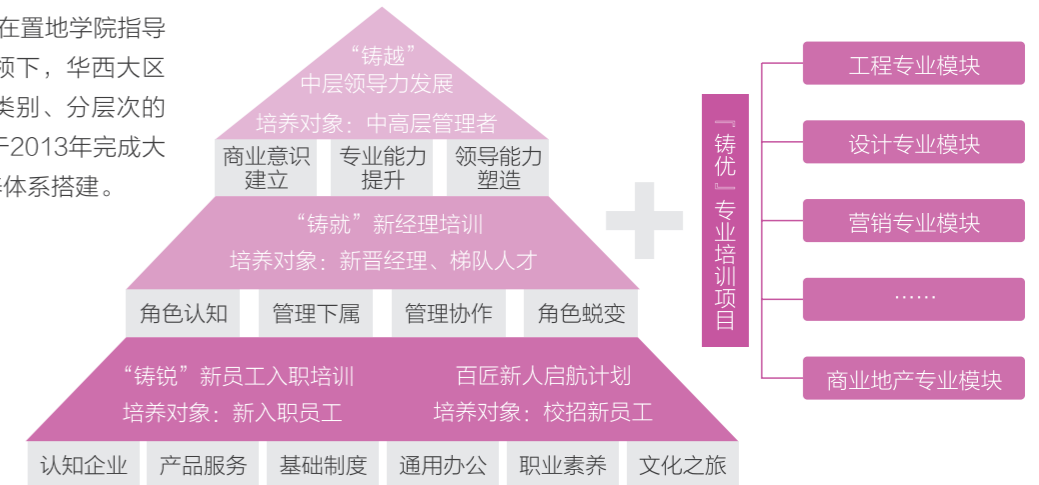 在置地学院指导
领下，华西大区
类别、分层次的
于2013年完成大
体系搭建。
“铸越”
中层领导力发展
培养对象：中高层管理者
商业意识
建立
专业能力
提升
领导能力
塑造
“铸就”新经理培训
培养对象：新晋经理、梯队人才
角色认知
管理下属
管理协作
角色蜕变
“铸锐”新员工入职培训
培养对象：新入职员工
百匠新人启航计划
培养对象：校招新员工
认知企业
产品服务
基础制度
通用办公
职业素养
文化之旅
『铸优』专业培训项目
工程专业模块
设计专业模块
营销专业模块
……
商业地产专业模块